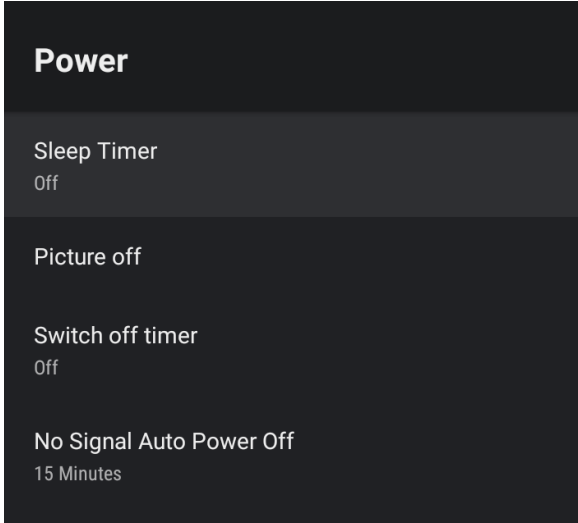 Power
Sleep Timer
Off
Picture off
Switch off timer
Off
No Signal Auto Power Off
15 Minutes